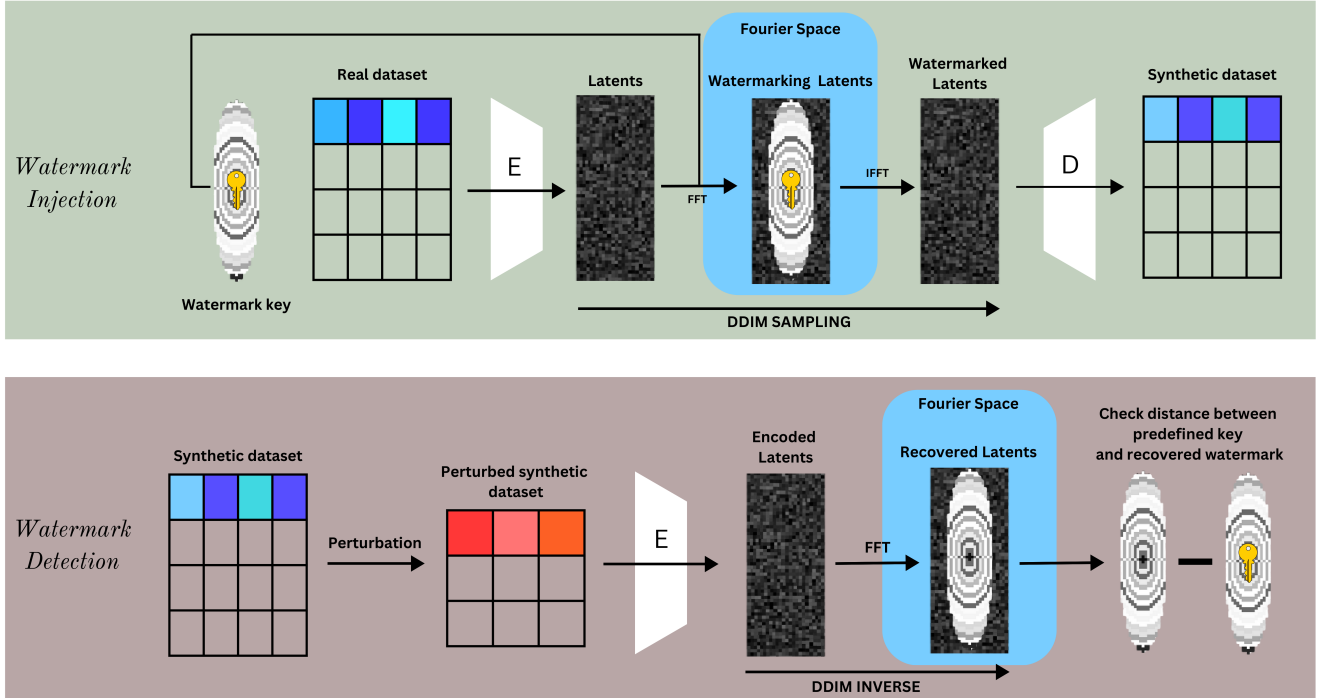 Fourier Space
Real dataset
Latents
Watermarking Latents
Watermarked
Latents
Synthetic dataset
Watermark
Injection
E
D
FFT
IFFT
Watermark key
DDIM SAMPLING
Fourier Space
Check distance between
predefined key
and recovered watermark
Encoded
Latents
Recovered Latents
Synthetic dataset
Perturbed synthetic
dataset
Watermark
Detection
Perturbation
E
FFT
DDIM INVERSE